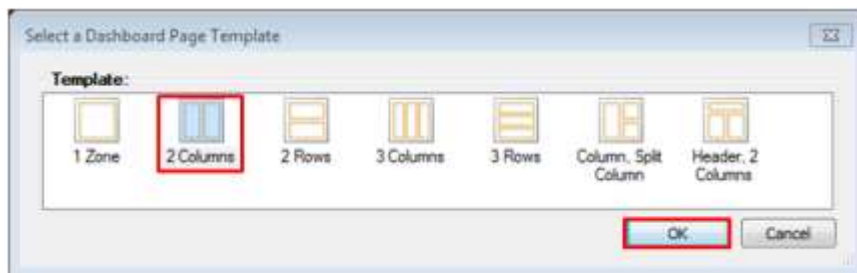 Select a Dashboard Page Template
Template:
1 Zone
2 Columns
2 Rows
3 Columns
3 Rows
Column, Split
Column
Header, 2
Columns
OK
Cancel